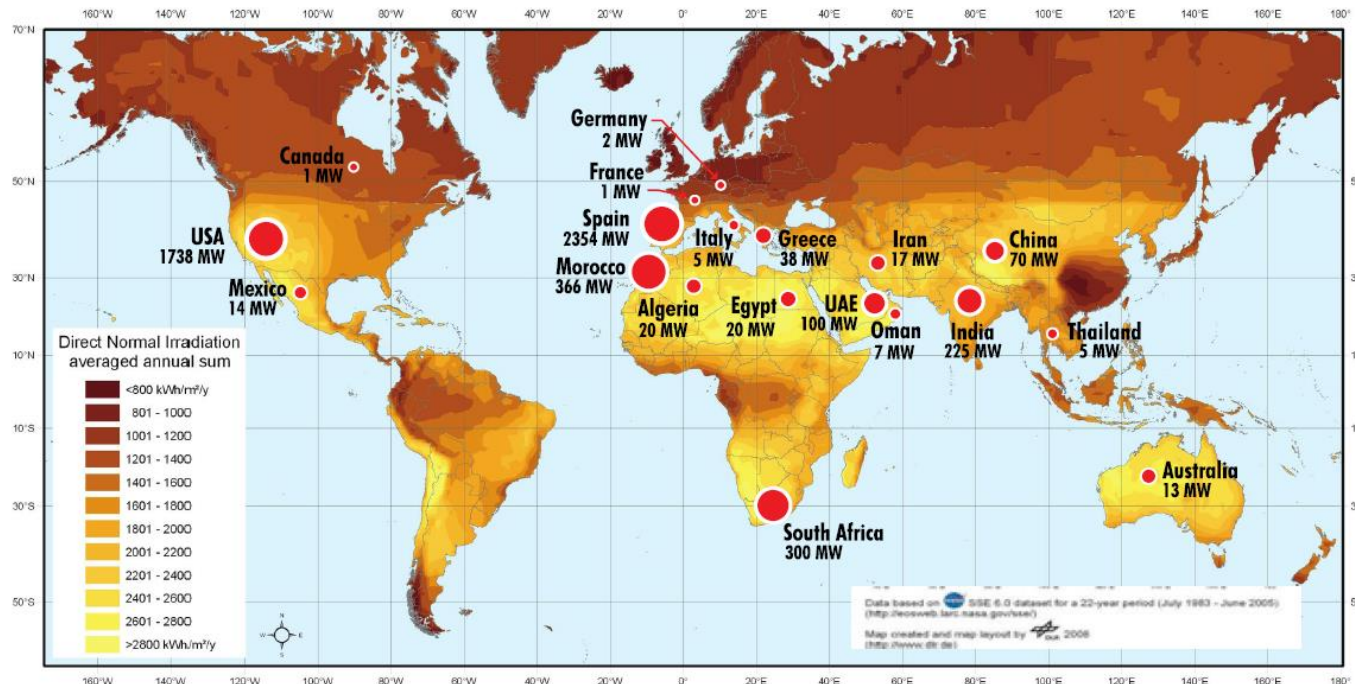 160°W 140°W 120°W 100°W 80°W 60°W 40°W 20°W 0° 20°E 40°E 60°E 80°E 100°E 120°E 140°E 160°E 180°
70°N
50°N
30°N
10°N
10°S
30°S
50°S
Canada
1 MW
USA
1738 MW
Mexico
14 MW
Germany
2 MW
France
1 MW
Spain
2354 MW
Morocco
366 MW
Italy
5 MW
Greece
38 MW
Algeria
20 MW
Egypt
20 MW
Iran
17 MW
UAE
100 MW
Oman
7 MW
China
70 MW
India
225 MW
Thailand
5 MW
Australia
13 MW
South Africa
300 MW
Direct Normal Irradiation
averaged annual sum
<800 kWh/m²/y
801 - 1000
1001 - 1200
1201 - 1400
1401 - 1600
1601 - 1800
1801 - 2000
2001 - 2200
2201 - 2400
2401 - 2600
2601 - 2800
>2800 kWh/m²/y
N
W E
S
Data based on SSE 6.0 dataset for a 22-year period (July 1983 - June 2005)
(http://eosweb.larc.nasa.gov/sse/)
Map created and map layout by DLR 2008
(http://www.dlr.de)
160°W 140°W 120°W 100°W 80°W 60°W 40°W 20°W 0° 20°E 40°E 60°E 80°E 100°E 120°E 140°E 160°E 180°